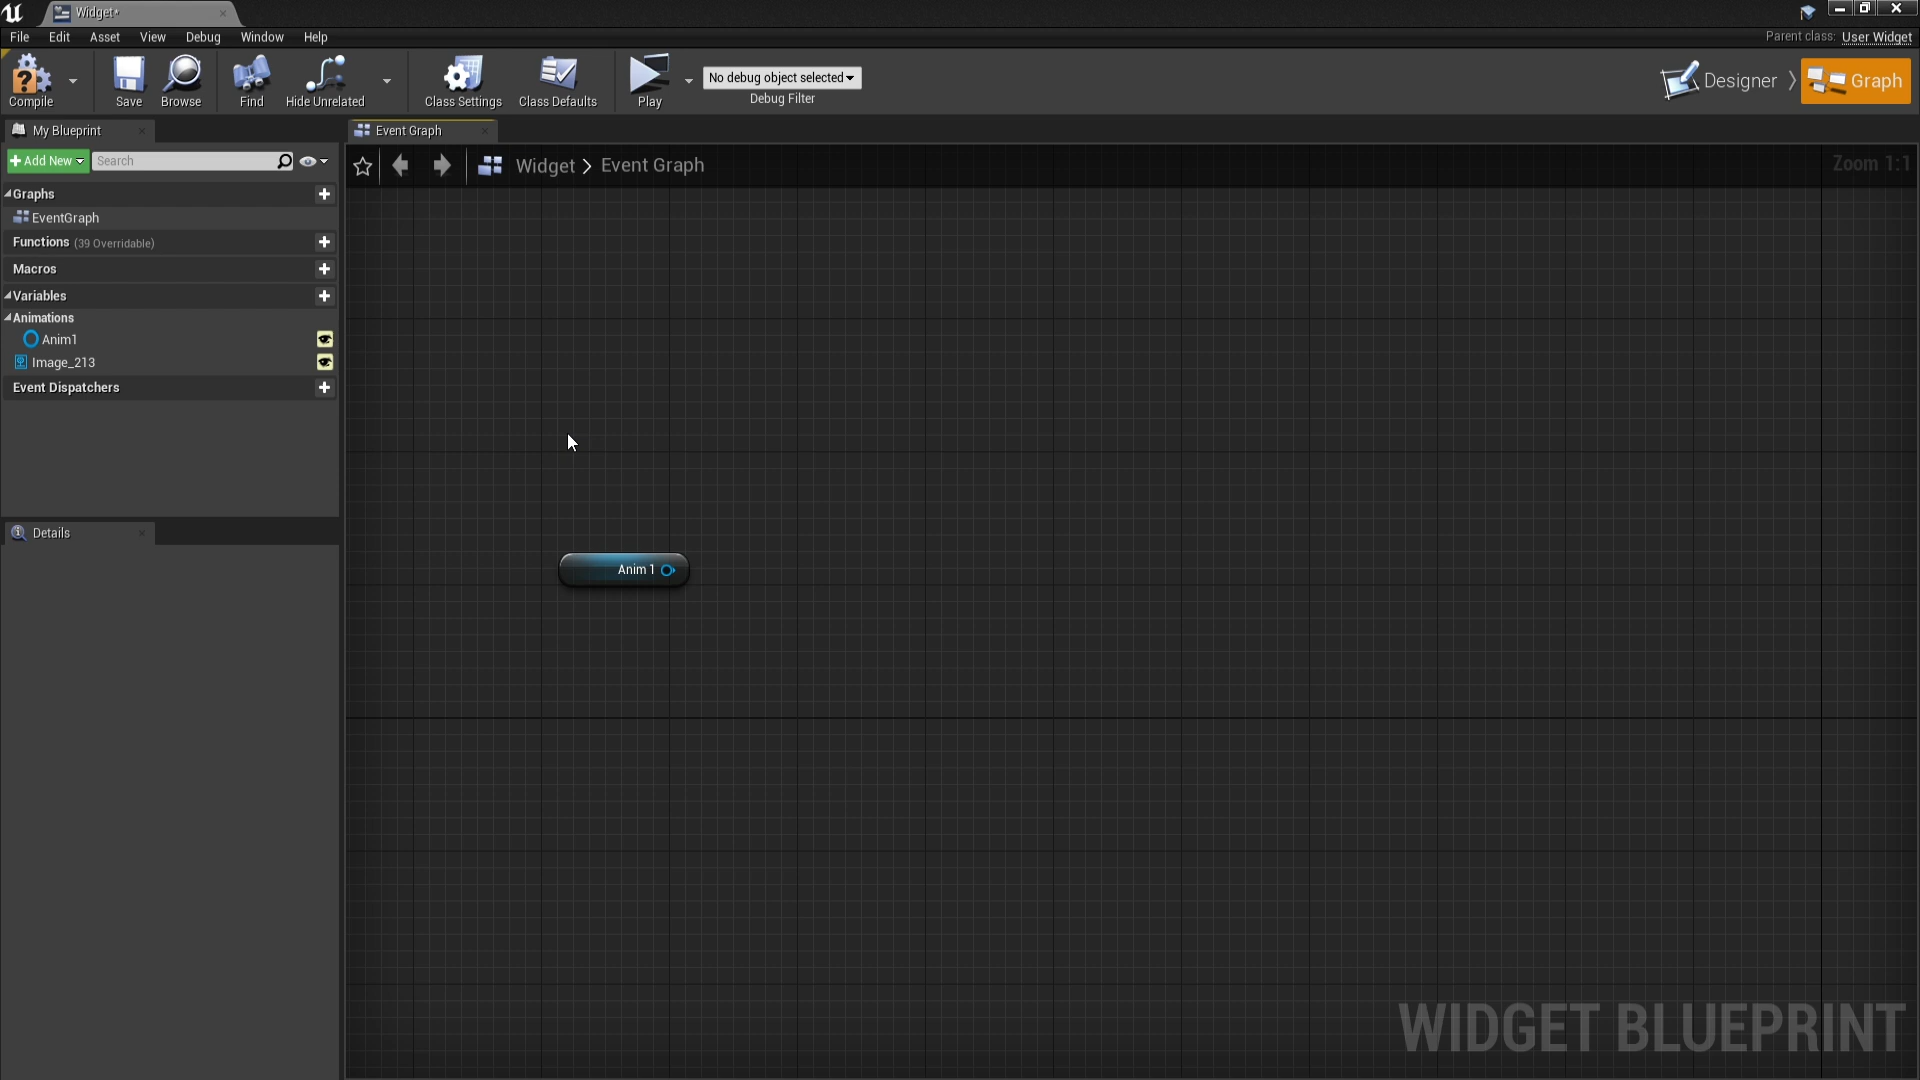 Widget*
File Edit Asset View Debug Window Help
Parent class: User Widget
Compile Save Browse Find Hide Unrelated Class Settings Class Defaults Play
No debug object selected
Debug Filter
Designer Graph
My Blueprint
Event Graph
Add New Search
Widget > Event Graph
Zoom 1:1
Graphs
EventGraph
Functions (39 Overridable)
Macros
Variables
Animations
Anim1
Image_213
Event Dispatchers
Details
Anim 1
WIDGET BLUEPRINT